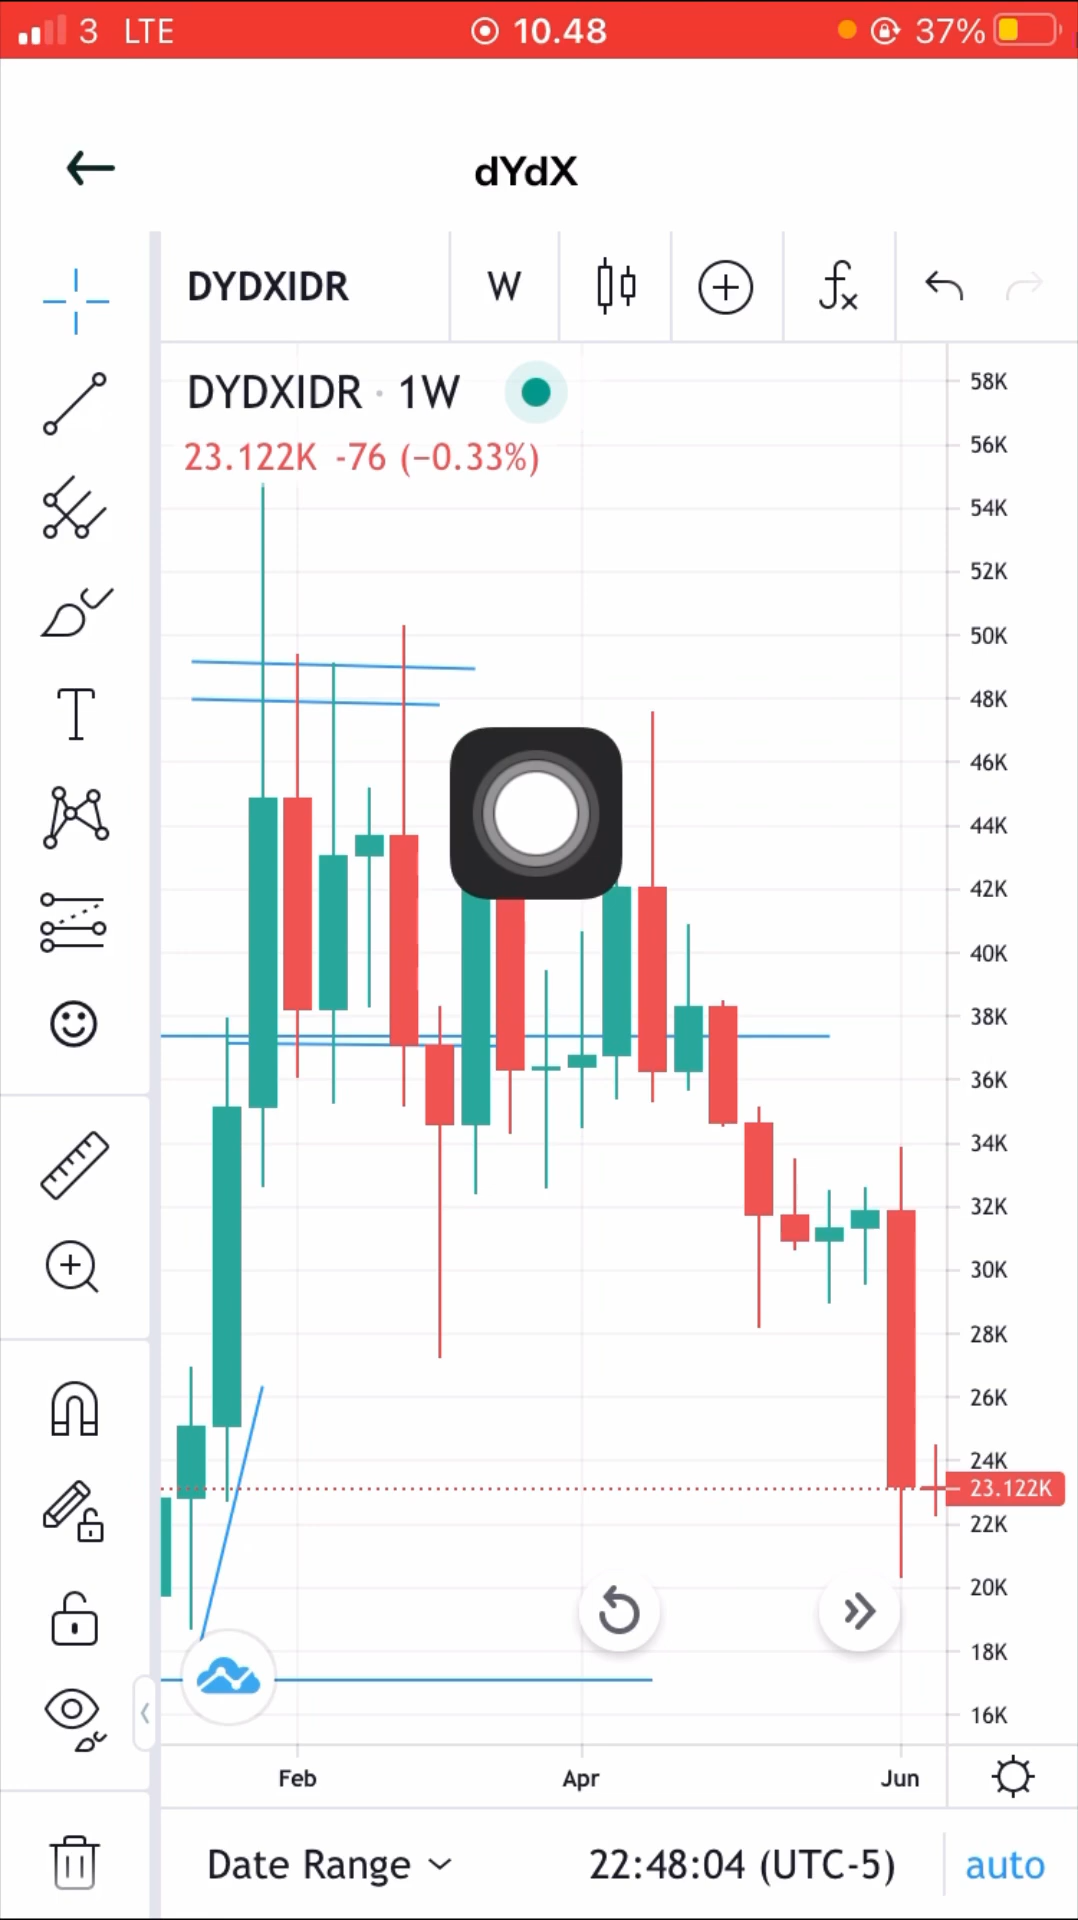 3 LTE 10.48 37%
dYdX
DYDXIDR W
DYDXIDR · 1W
23.122K -76 (−0.33%)
58K
56K
54K
52K
50K
48K
46K
44K
42K
40K
38K
36K
34K
32K
30K
28K
26K
24K
23.122K
22K
20K
18K
16K
Feb Apr Jun
Date Range 22:48:04 (UTC-5) auto